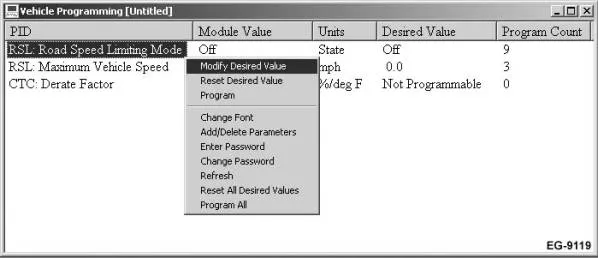 Vehicle Programming [Untitled]
PID Module Value Units Desired Value Program Count
RSL: Road Speed Limiting Mode Off State Off 9
RSL: Maximum Vehicle Speed mph 0.0 3
CTC: Derate Factor %/deg F Not Programmable 0
Modify Desired Value
Reset Desired Value
Program
Change Font
Add/Delete Parameters
Enter Password
Change Password
Refresh
Reset All Desired Values
Program All
EG-9119